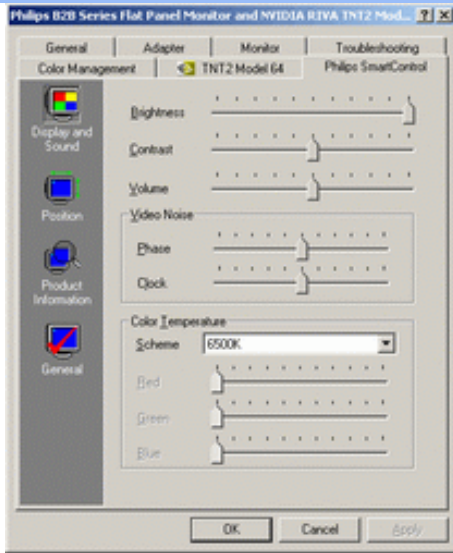 Philips B2B Series Flat Panel Monitor and NVIDIA RIVA TNT2 Mod...
General Adapter Monitor Troubleshooting
Color Management TNT2 Model 64 Philips SmartControl
Display and
Sound
Position
Product
Information
General
Brightness
Contrast
Volume
Video Noise
Phase
Clock
Color Temperature
Scheme 6500K
Red
Green
Blue
OK Cancel Apply